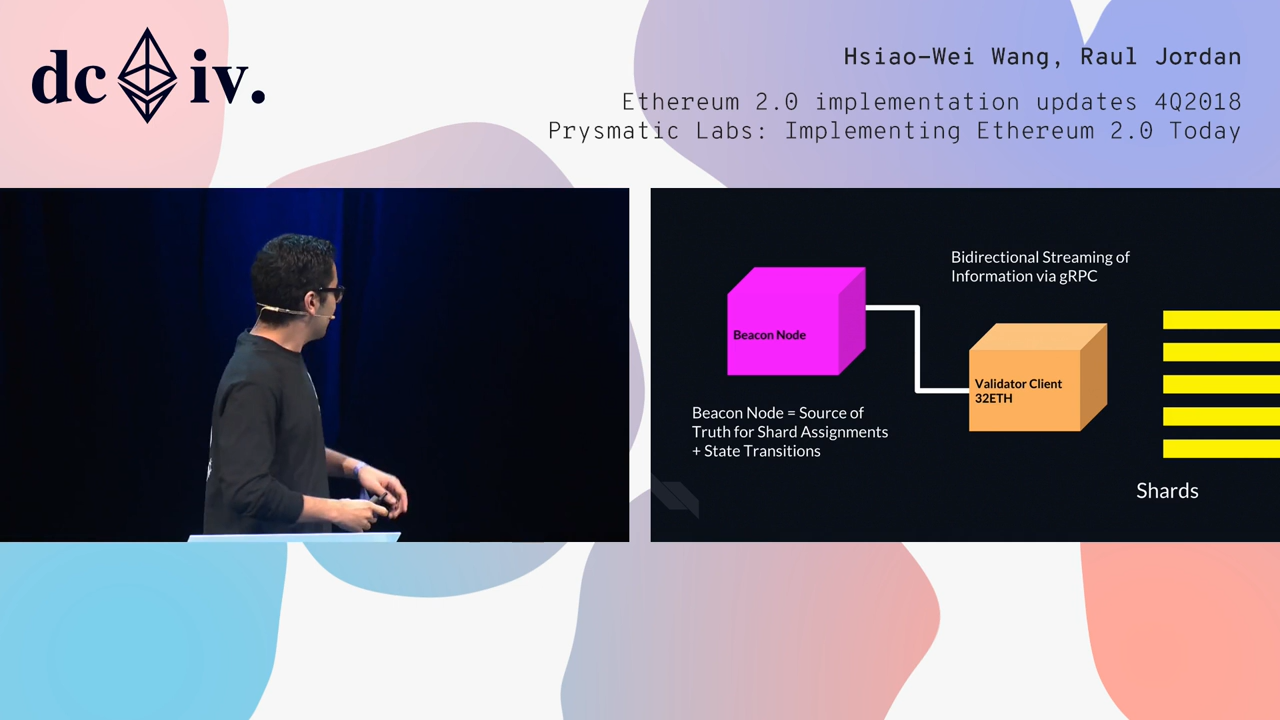 dc iv.
Hsiao-Wei Wang, Raul Jordan
Ethereum 2.0 implementation updates 4Q2018
Prysmatic Labs: Implementing Ethereum 2.0 Today
Bidirectional Streaming of
Information via gRPC
Beacon Node
Validator Client
32ETH
Beacon Node = Source of
Truth for Shard Assignments
+ State Transitions
Shards